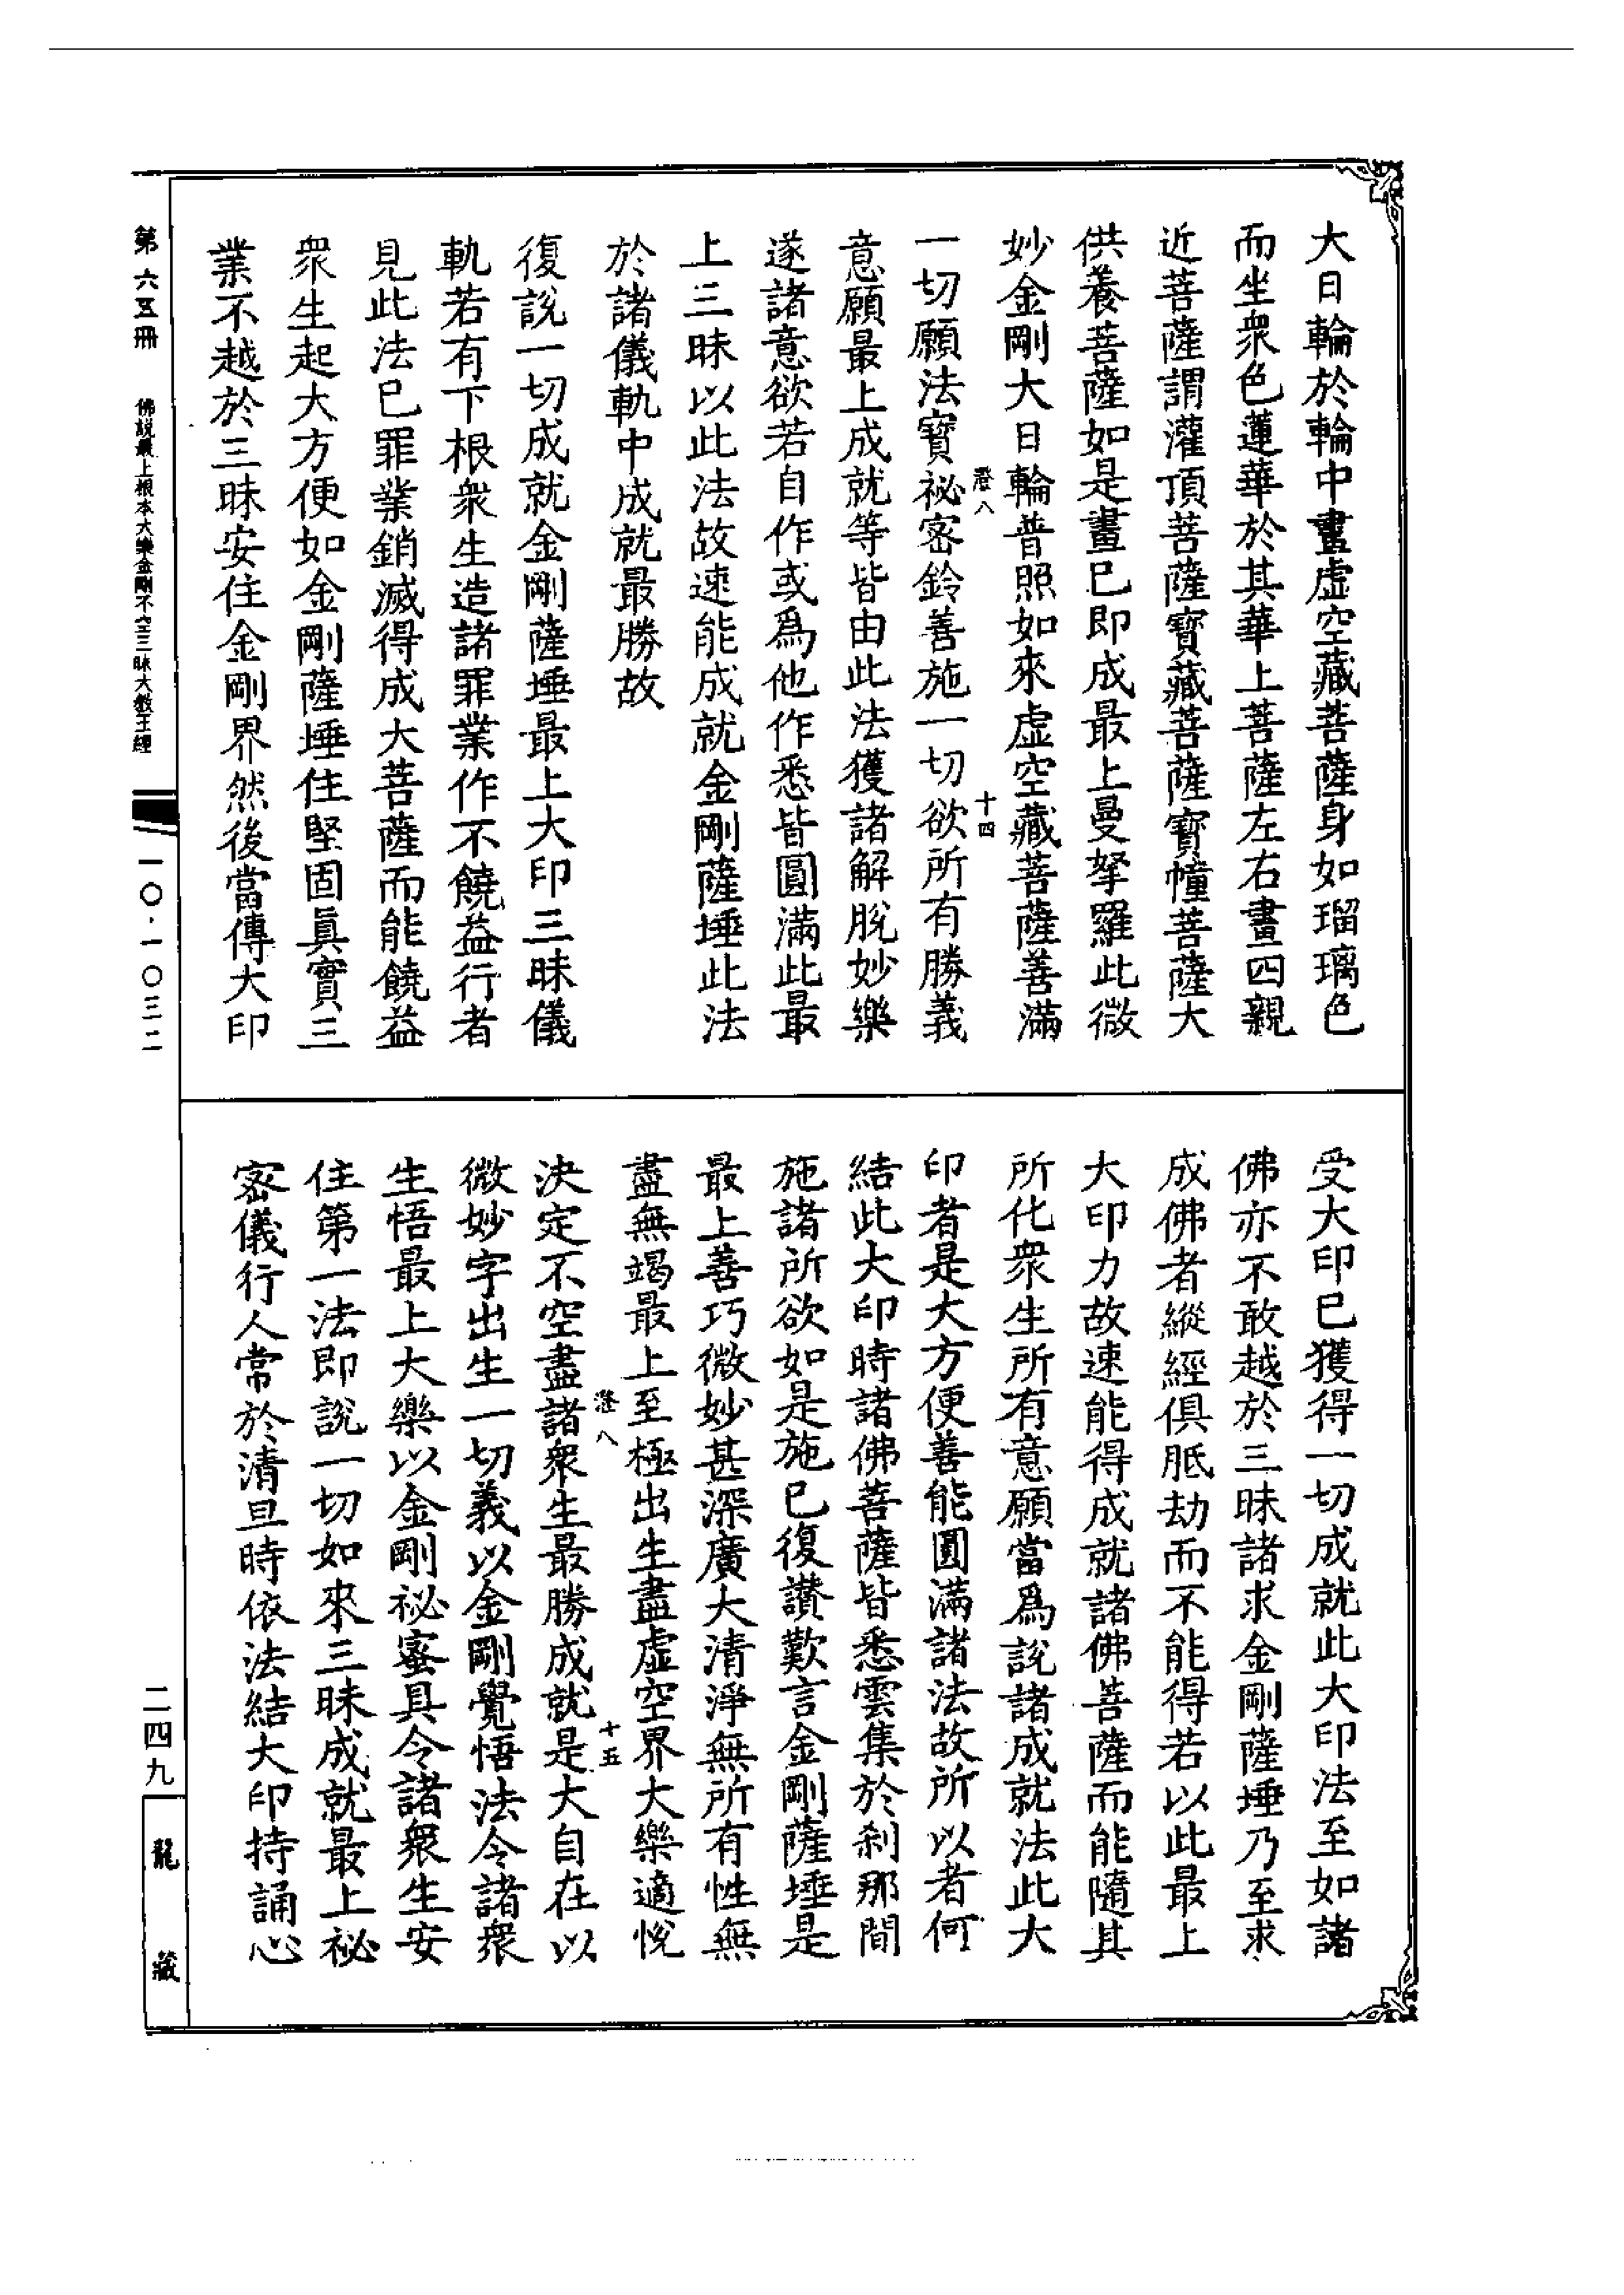 大日輪於輪中畫虛空藏菩薩身如瑠璃色
而坐衆色蓮華於其華上菩薩左右畫四親
近菩薩謂灌頂菩薩寶藏菩薩寶幢菩薩大
供養菩薩如是畫已即成最上曼拏羅此微
妙金剛大日輪普照如來虛空藏菩薩善滿
八
十四
一切願法寶祕密鈴善施一切欲所有勝義
意願最上成就等皆由此法獲諸解脫妙樂
遂諸意欲若自作或爲他作悉皆圓滿此最
上三昧以此法故速能成就金剛薩埵此法
於諸儀軌中成就最勝故
復說一切成就金剛薩埵最上大印三昧儀
軌若有下根衆生造諸罪業作不饒益行者
見此法已罪業銷滅得成大菩薩而能饒益
衆生起大方便如金剛薩埵住堅固眞實三
業不越於三昧安住金剛界然後當傳大印
受大印已獲得一切成就此大印法至如諸
佛亦不敢越於三昧諸求金剛薩埵乃至求
成佛者縱經俱胝劫而不能得若以此最上
大印力故速能得成就諸佛菩薩而能隨其
所化衆生所有意願當爲說諸成就法此大
印者是大方便善能圓滿諸法故所以者何
結此大印時諸佛菩薩皆悉雲集於剎那間
施諸所欲如是施已復讚歎言金剛薩埵是
最上善巧微妙甚深廣大清淨無所有性無
盡無竭最上至極出生盡虛空界大樂適悅
八
十五
決定不空盡諸衆生最勝成就是大自在以
微妙字出生一切義以金剛覺悟法令諸衆
生悟最上大樂以金剛祕蜜具令諸衆生安
住第一法即說一切如來三昧成就最上祕
密儀行人常於清旦時依法結大印持誦心
第六五冊
佛說最上根本大樂金剛不空三昧大教王經
一〇·一〇三二
二四九
龍藏